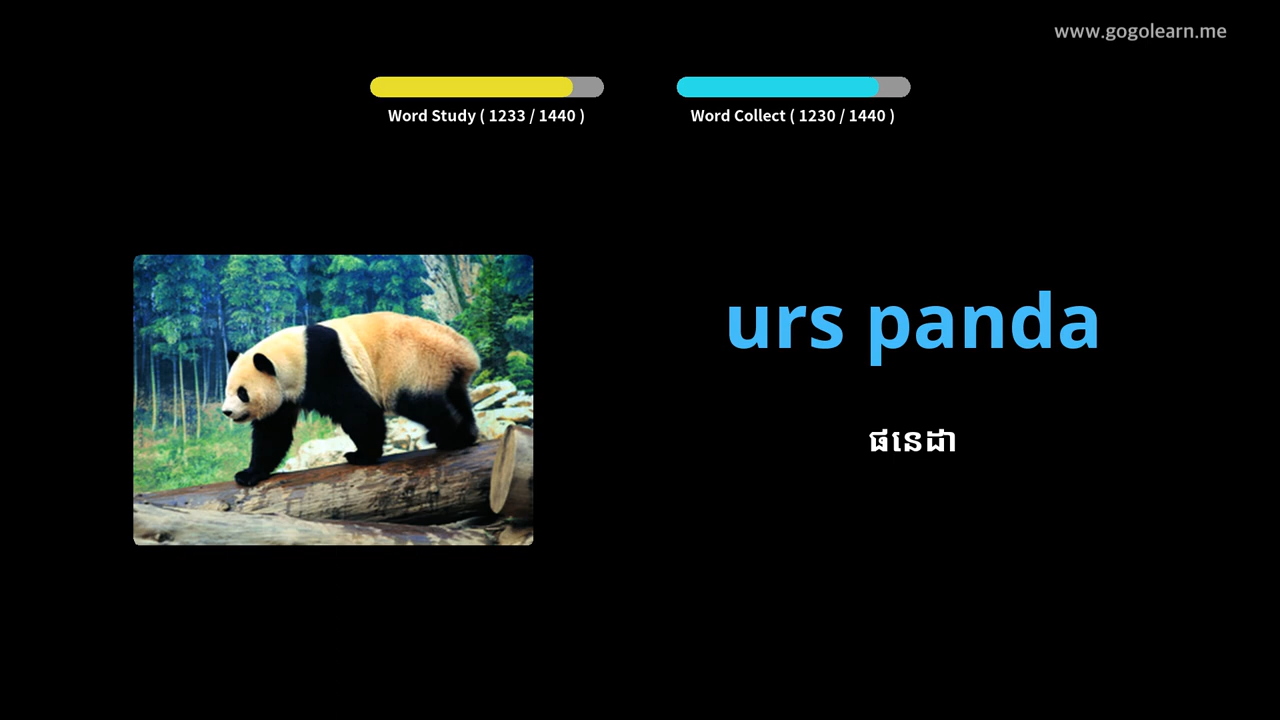 www.gogolearn.me
Word Study ( 1233 / 1440 )
Word Collect ( 1230 / 1440 )
urs panda
ផនេដា